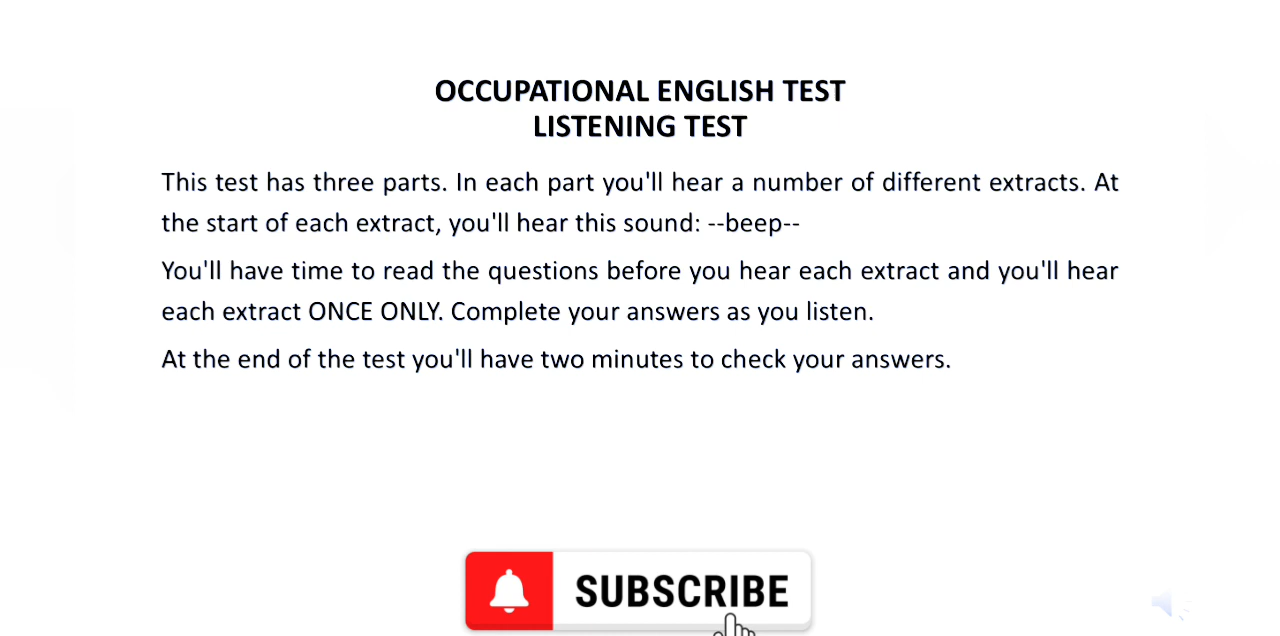 OCCUPATIONAL ENGLISH TEST
LISTENING TEST
This test has three parts. In each part you'll hear a number of different extracts. At
the start of each extract, you'll hear this sound: --beep--
You'll have time to read the questions before you hear each extract and you'll hear
each extract ONCE ONLY. Complete your answers as you listen.
At the end of the test you'll have two minutes to check your answers.
SUBSCRIBE